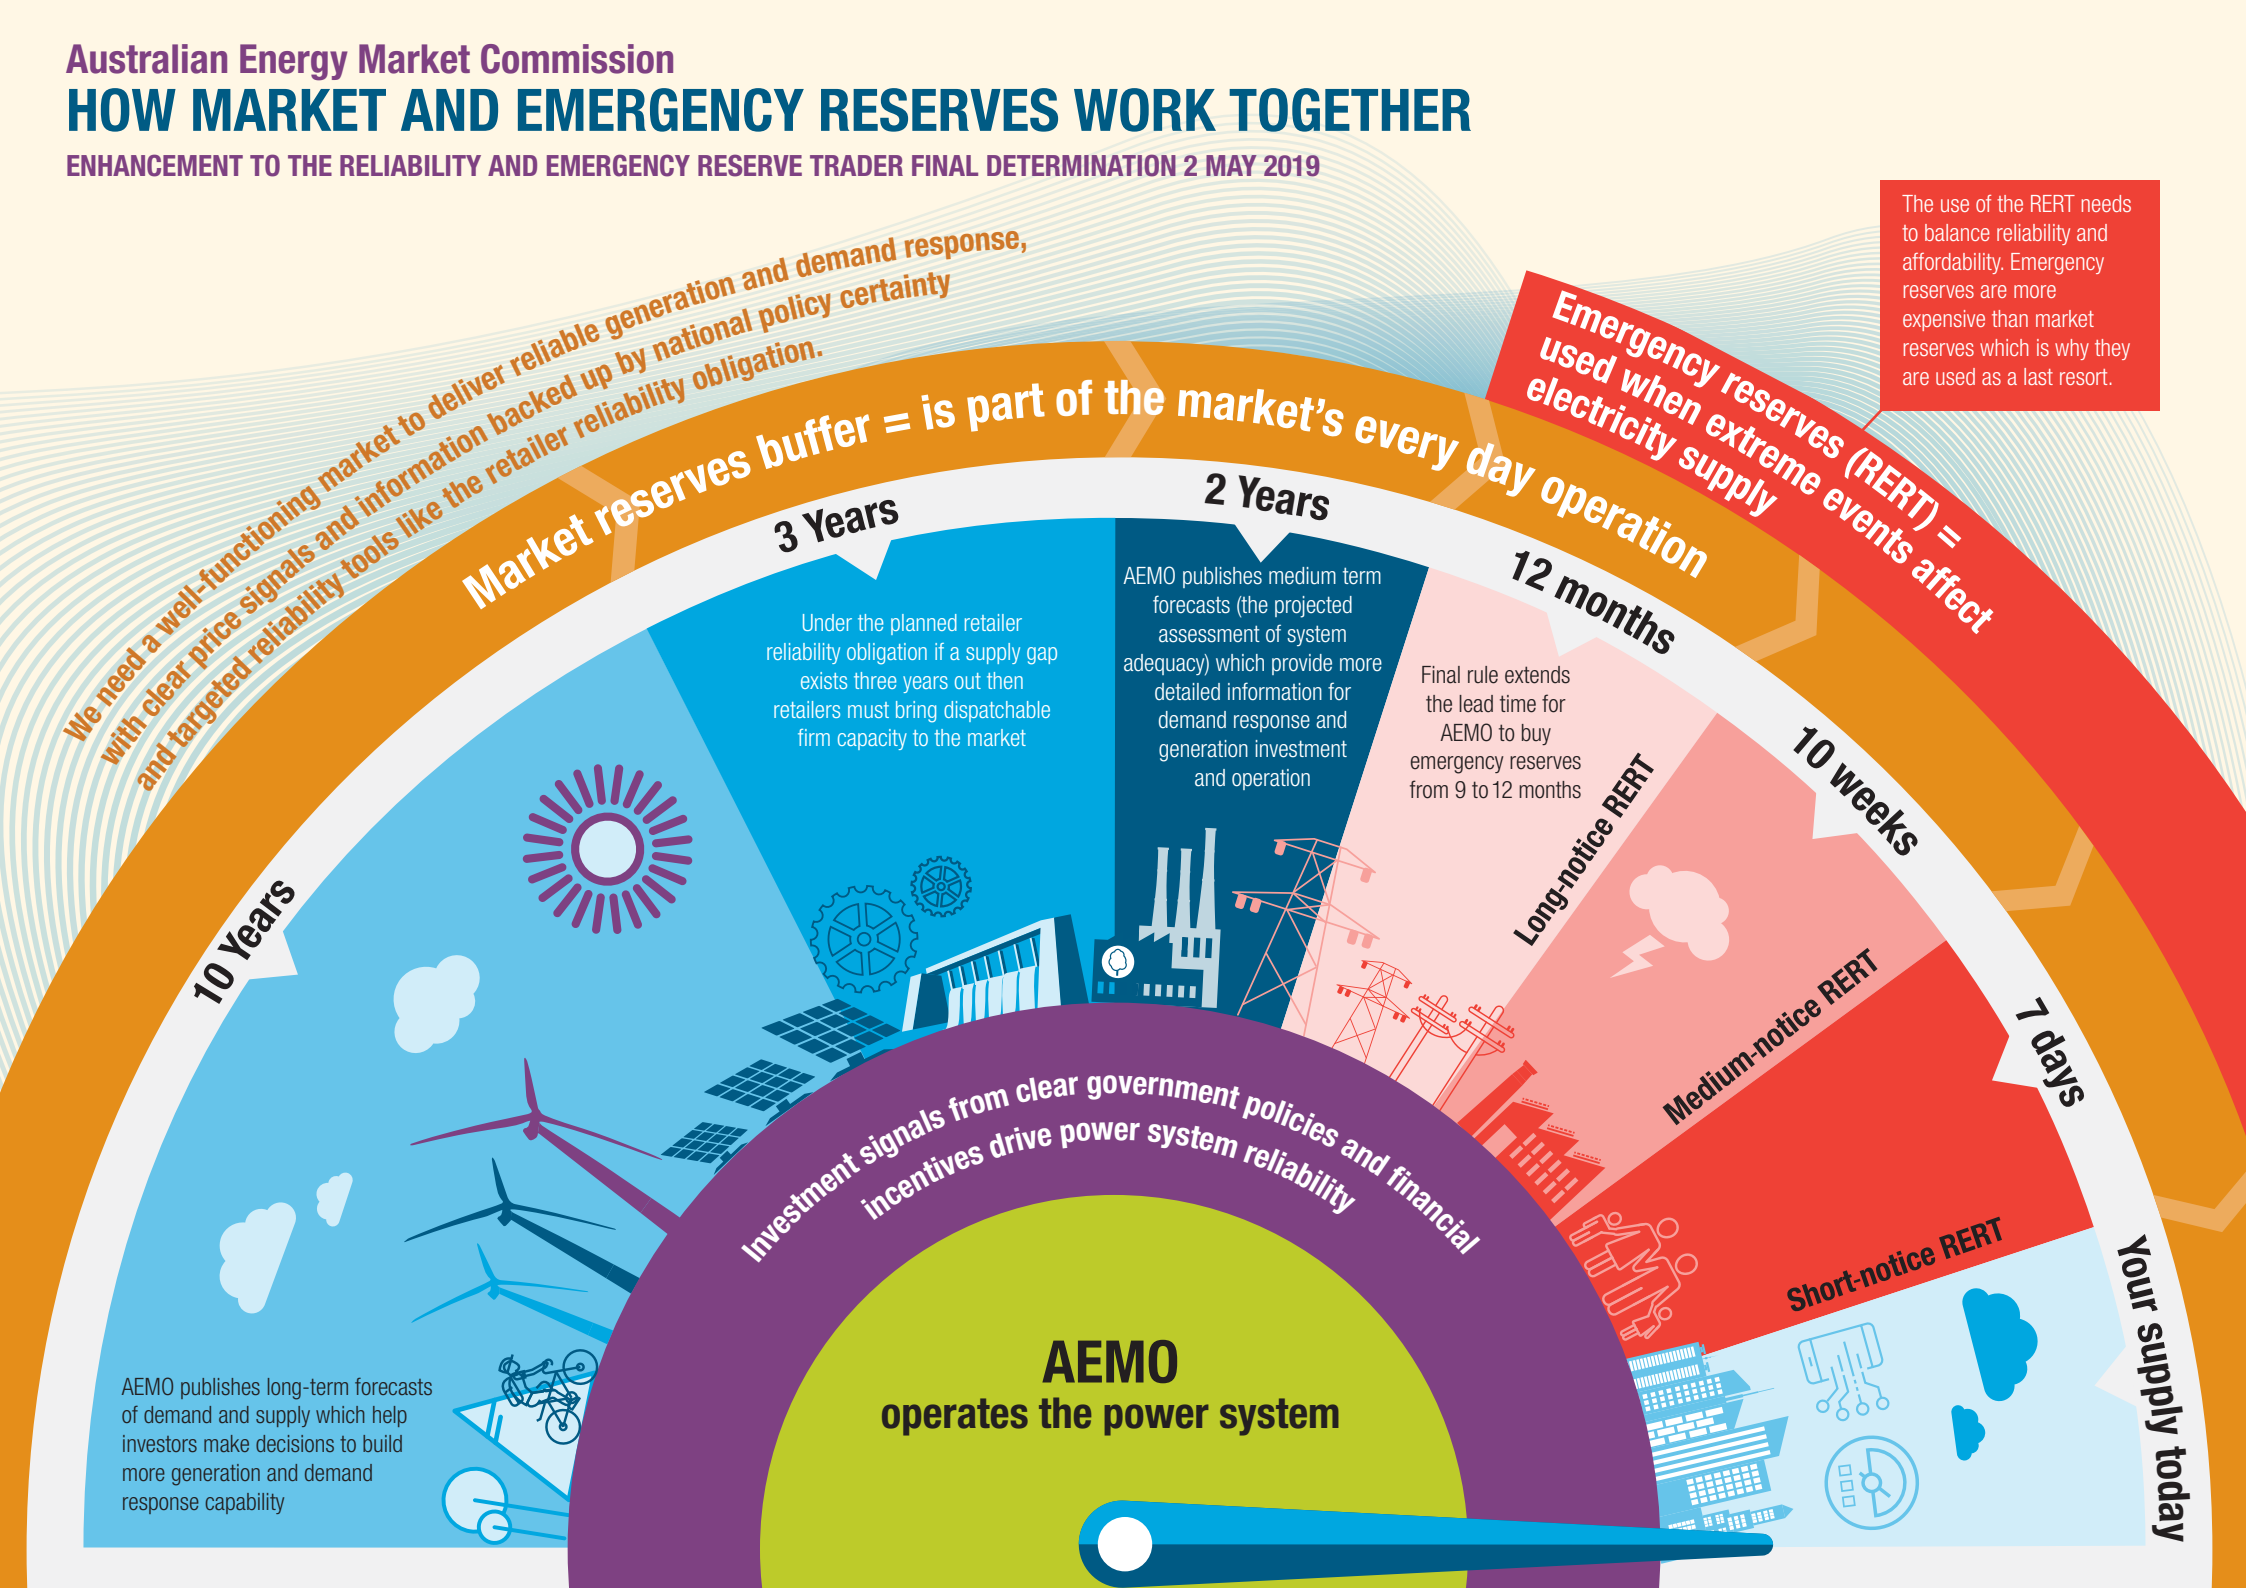 Australian Energy Market Commission
HOW MARKET AND EMERGENCY RESERVES WORK TOGETHER
ENHANCEMENT TO THE RELIABILITY AND EMERGENCY RESERVE TRADER FINAL DETERMINATION 2 MAY 2019
The use of the RERT needs
to balance reliability and
affordability. Emergency
reserves are more
expensive than market
reserves which is why they
are used as a last resort.
We need a well-functioning market to deliver reliable generation and demand response,
with clear price signals and information backed up by national policy certainty
and targeted reliability tools like the retailer reliability obligation.
Emergency reserves (RERT) =
used when extreme events affect
electricity supply
Market reserves buffer = is part of the market's every day operation
10 Years
3 Years
2 Years
12 months
10 weeks
7 days
Your supply today
AEMO publishes long-term forecasts
of demand and supply which help
investors make decisions to build
more generation and demand
response capability
Under the planned retailer
reliability obligation if a supply gap
exists three years out then
retailers must bring dispatchable
firm capacity to the market
AEMO publishes medium term
forecasts (the projected
assessment of system
adequacy) which provide more
detailed information for
demand response and
generation investment
and operation
Final rule extends
the lead time for
AEMO to buy
emergency reserves
from 9 to 12 months
Long-notice RERT
Medium-notice RERT
Short-notice RERT
Investment signals from clear government policies and financial
incentives drive power system reliability
AEMO
operates the power system